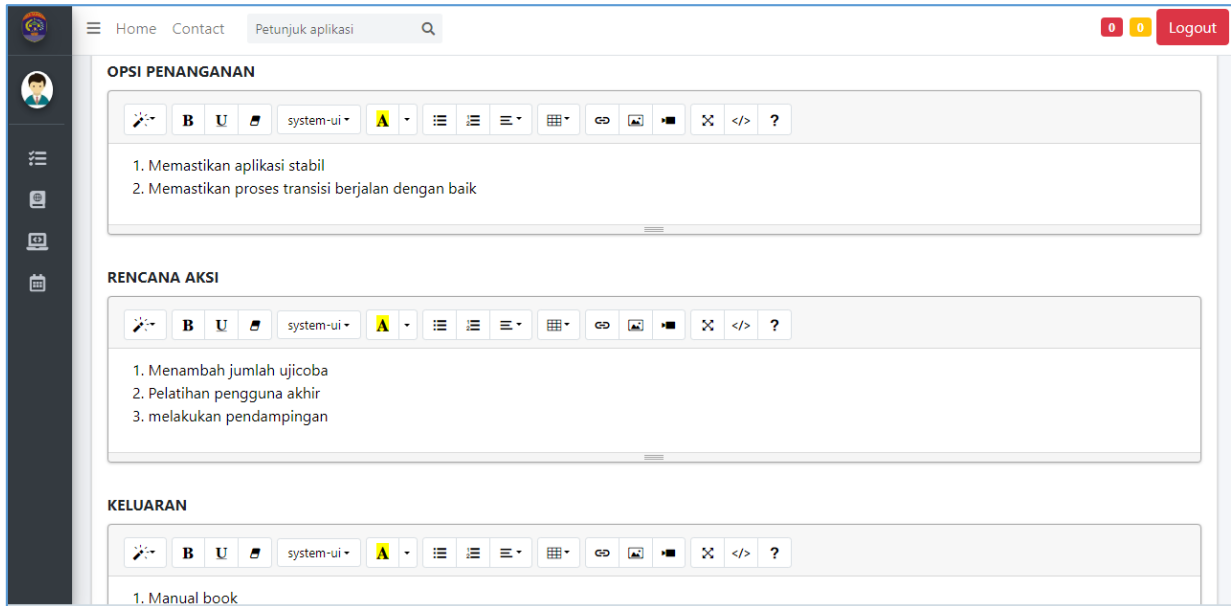 Home Contact Petunjuk aplikasi 0 0 Logout
OPSI PENANGANAN
B U system-ui A </> ?
1. Memastikan aplikasi stabil
2. Memastikan proses transisi berjalan dengan baik
RENCANA AKSI
B U system-ui A </> ?
1. Menambah jumlah ujicoba
2. Pelatihan pengguna akhir
3. melakukan pendampingan
KELUARAN
B U system-ui A </> ?
1. Manual book